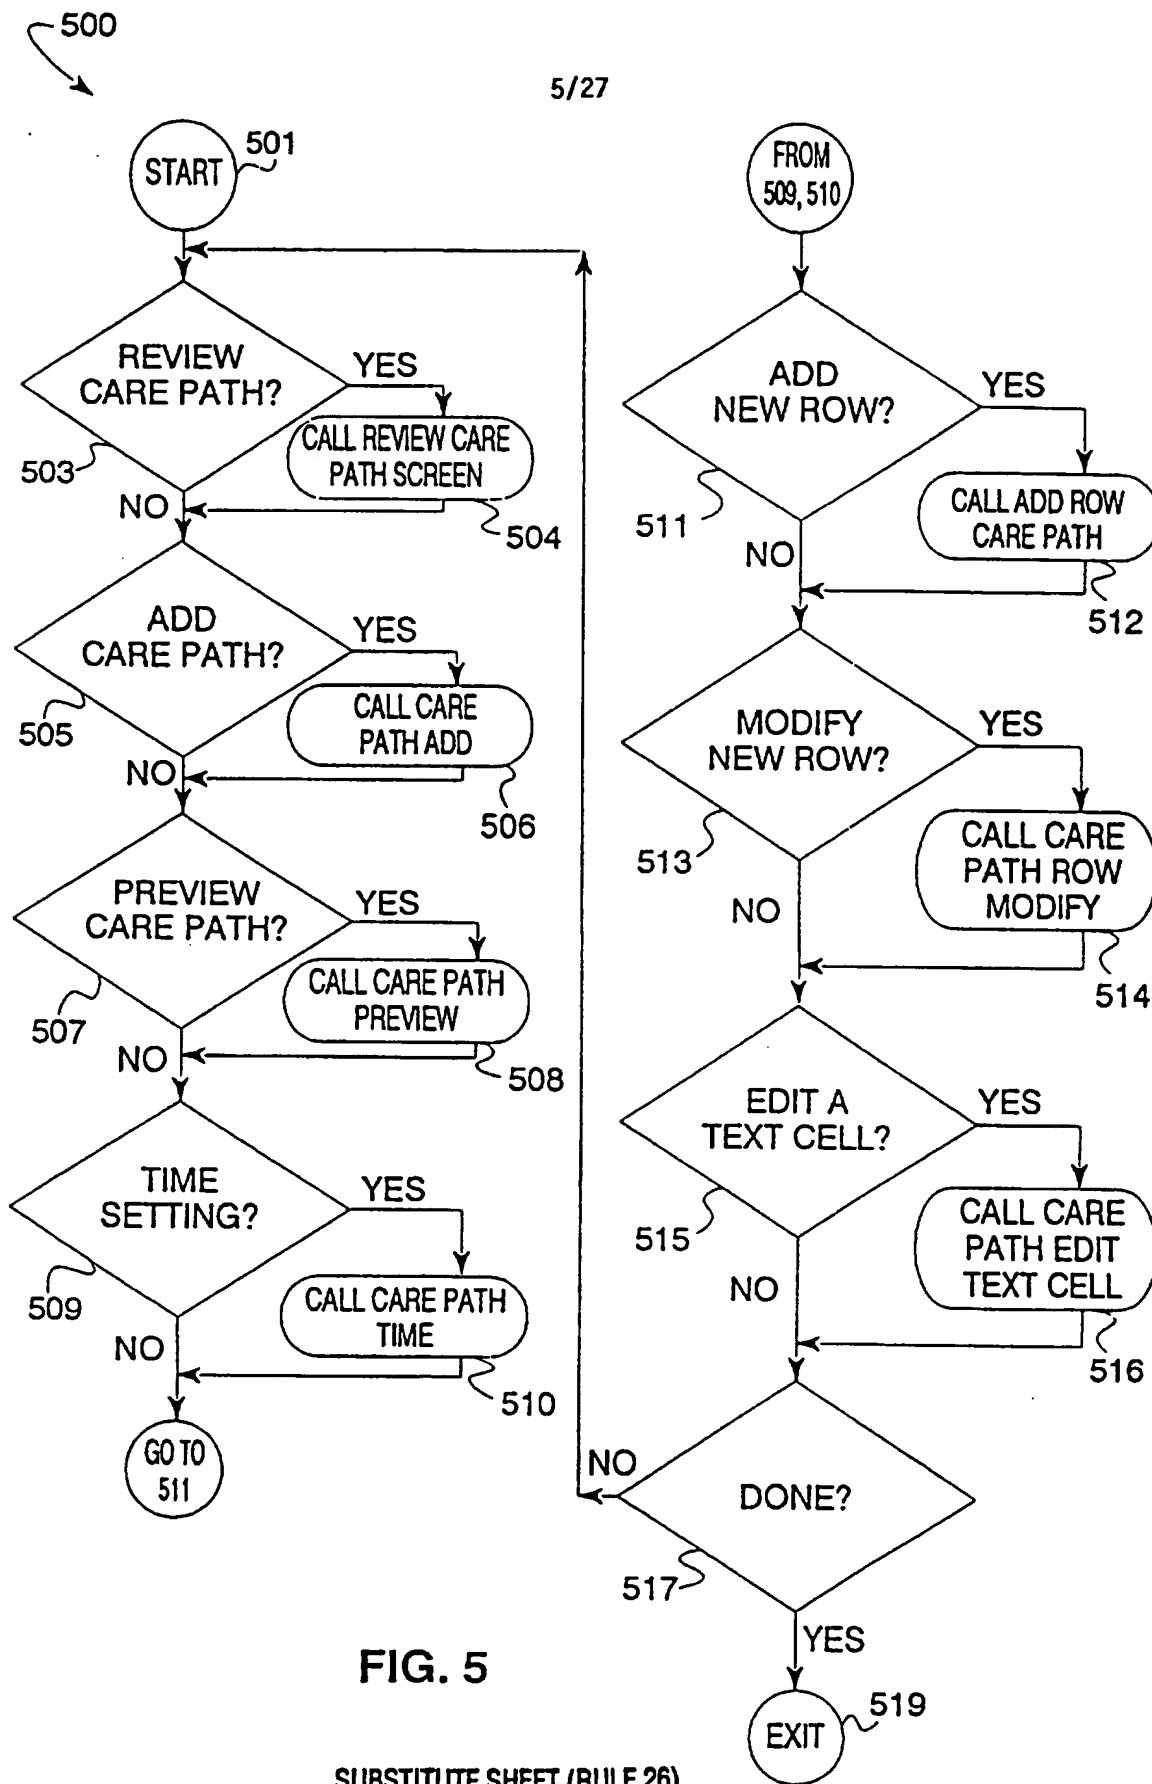 500
5/27
START
501
REVIEW
CARE PATH?
YES
503
CALL REVIEW CARE
PATH SCREEN
NO
504
ADD
CARE PATH?
YES
505
CALL CARE
PATH ADD
NO
506
PREVIEW
CARE PATH?
YES
507
CALL CARE PATH
PREVIEW
NO
508
TIME
SETTING?
YES
509
CALL CARE PATH
TIME
NO
510
GO TO
511
FROM
509, 510
ADD
NEW ROW?
YES
511
CALL ADD ROW
CARE PATH
NO
512
MODIFY
NEW ROW?
YES
513
CALL CARE
PATH ROW
MODIFY
NO
514
EDIT A
TEXT CELL?
YES
515
CALL CARE
PATH EDIT
TEXT CELL
NO
516
NO
DONE?
517
YES
EXIT
519
FIG. 5
SUBSTITUTE SHEET (RULE 26)